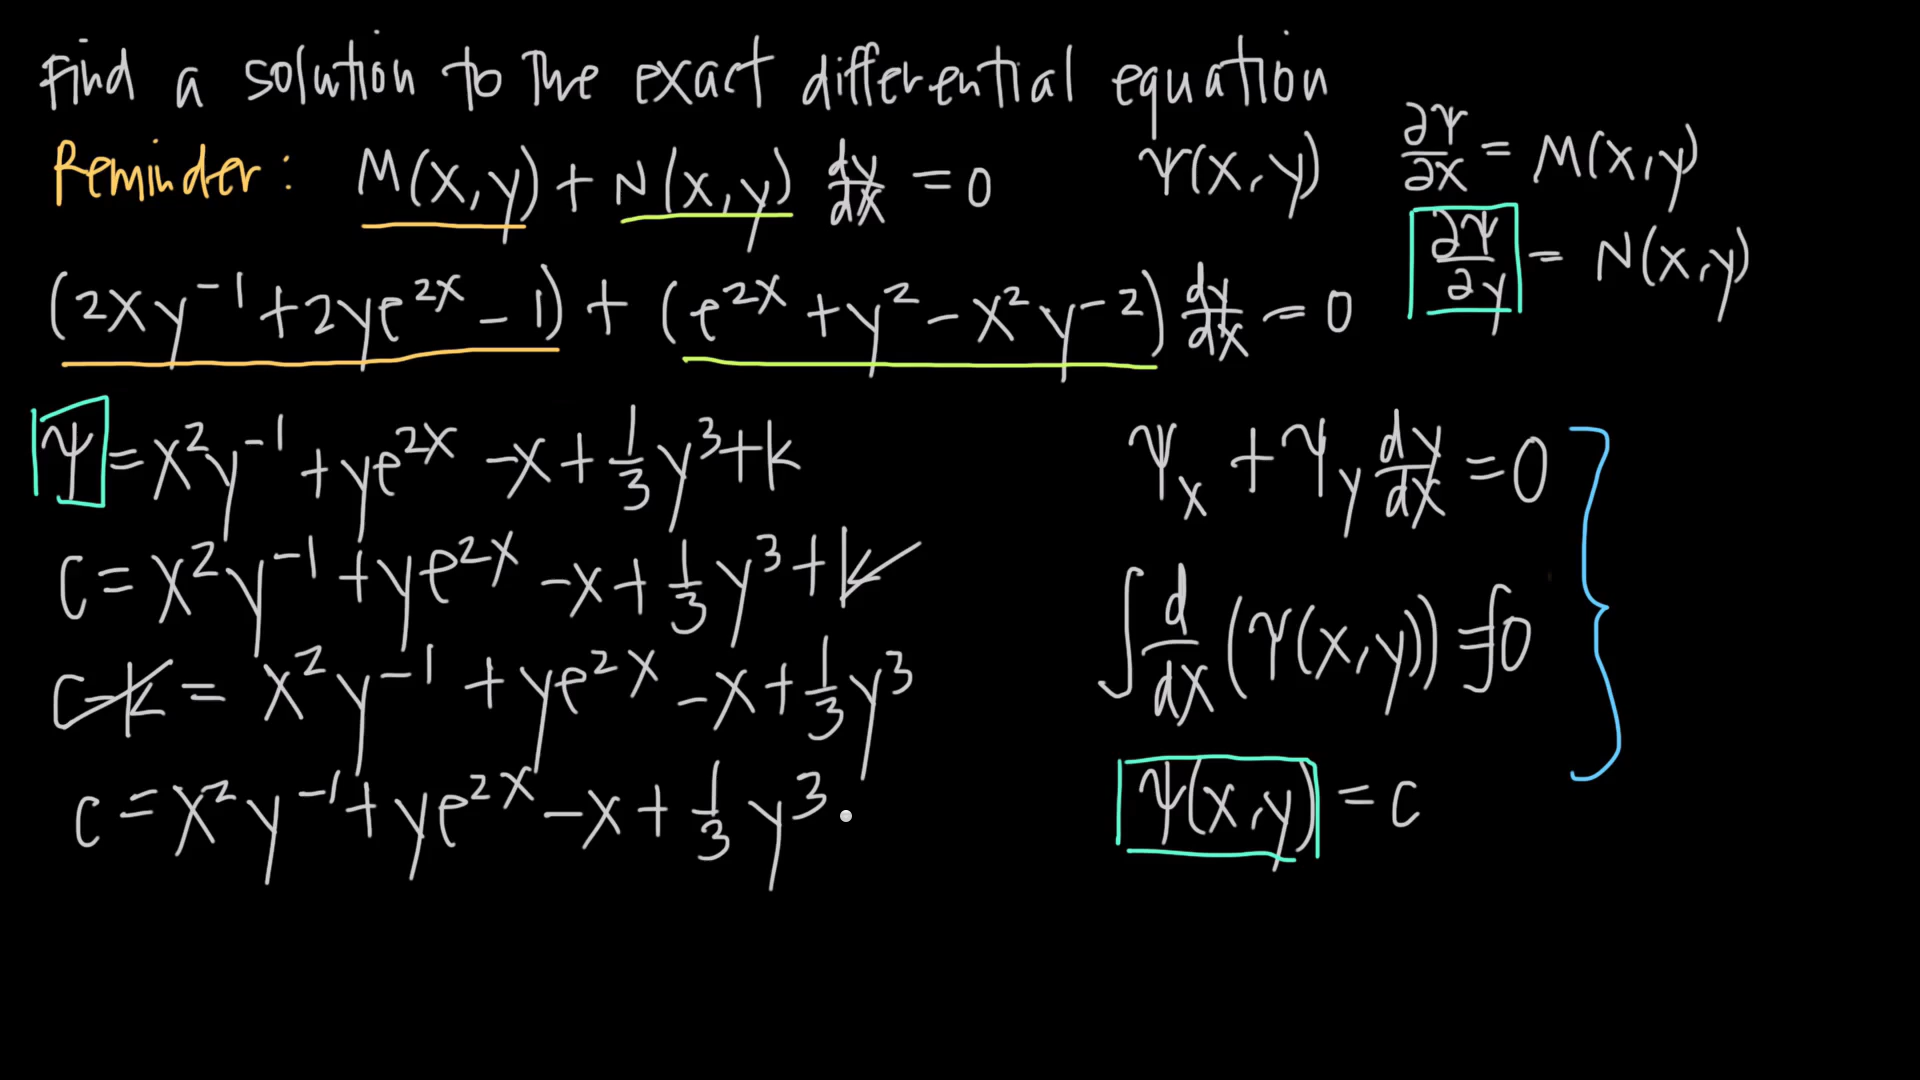 Find a solution to the exact differential equation
Reminder: M(x,y) + N(x,y) dy/dx = 0
ψ(x,y)
∂ψ/∂x = M(x,y)
∂ψ/∂y = N(x,y)
(2xy⁻¹ + 2ye²ˣ - 1) + (e²ˣ + y² - x²y⁻²) dy/dx = 0
ψ = x²y⁻¹ + ye²ˣ - x + 1/3 y³ + k
c = x²y⁻¹ + ye²ˣ - x + 1/3 y³ + k
c - k = x²y⁻¹ + ye²ˣ - x + 1/3 y³
c = x²y⁻¹ + ye²ˣ - x + 1/3 y³
ψₓ + ψ_y dy/dx = 0
∫ d/dx (ψ(x,y)) = ∫0
ψ(x,y) = c